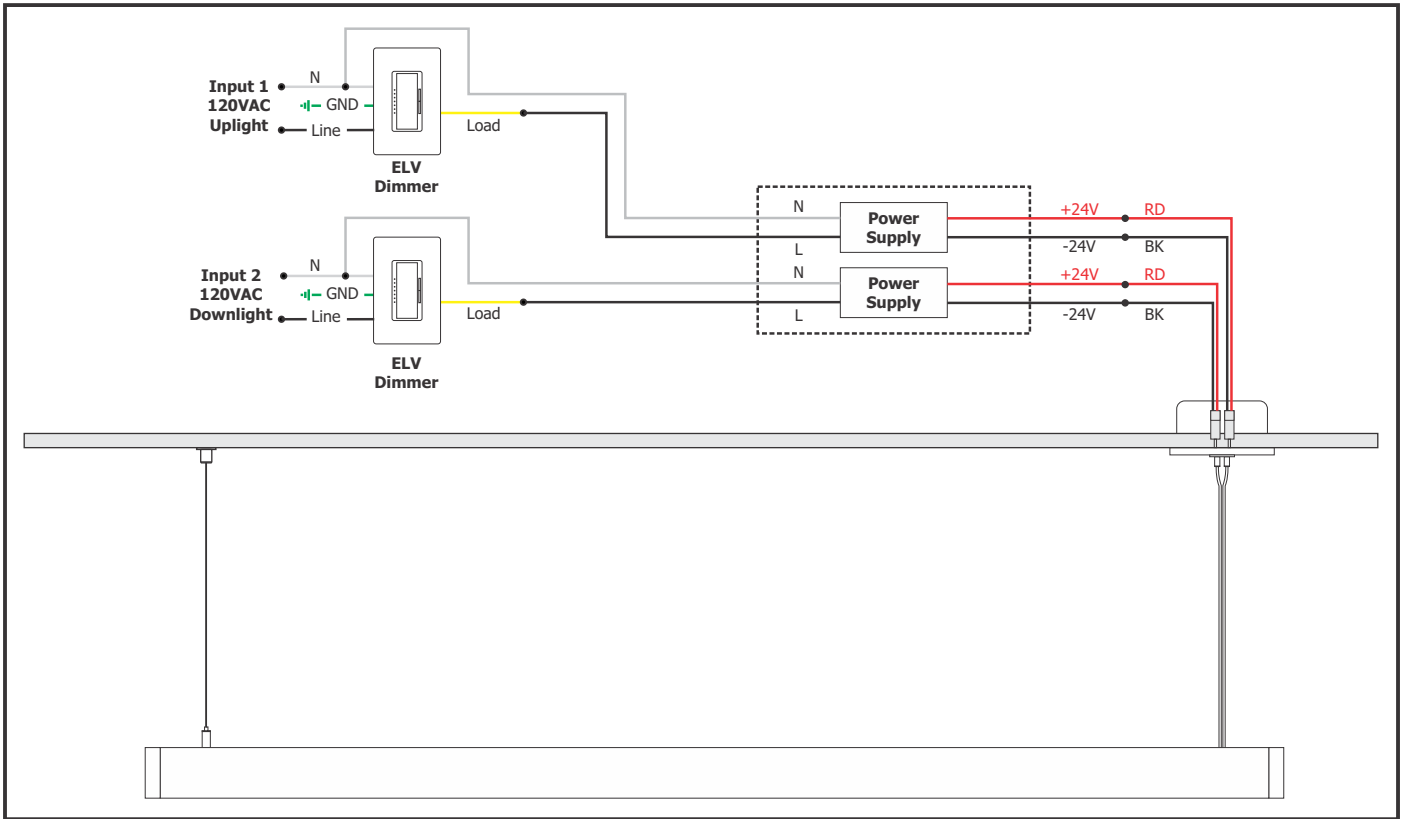 Input 1
120VAC
Uplight
N
GND
Line
ELV
Dimmer
Load
Input 2
120VAC
Downlight
N
GND
Line
ELV
Dimmer
Load
N
L
Power
Supply
+24V
RD
-24V
BK
N
L
Power
Supply
+24V
RD
-24V
BK